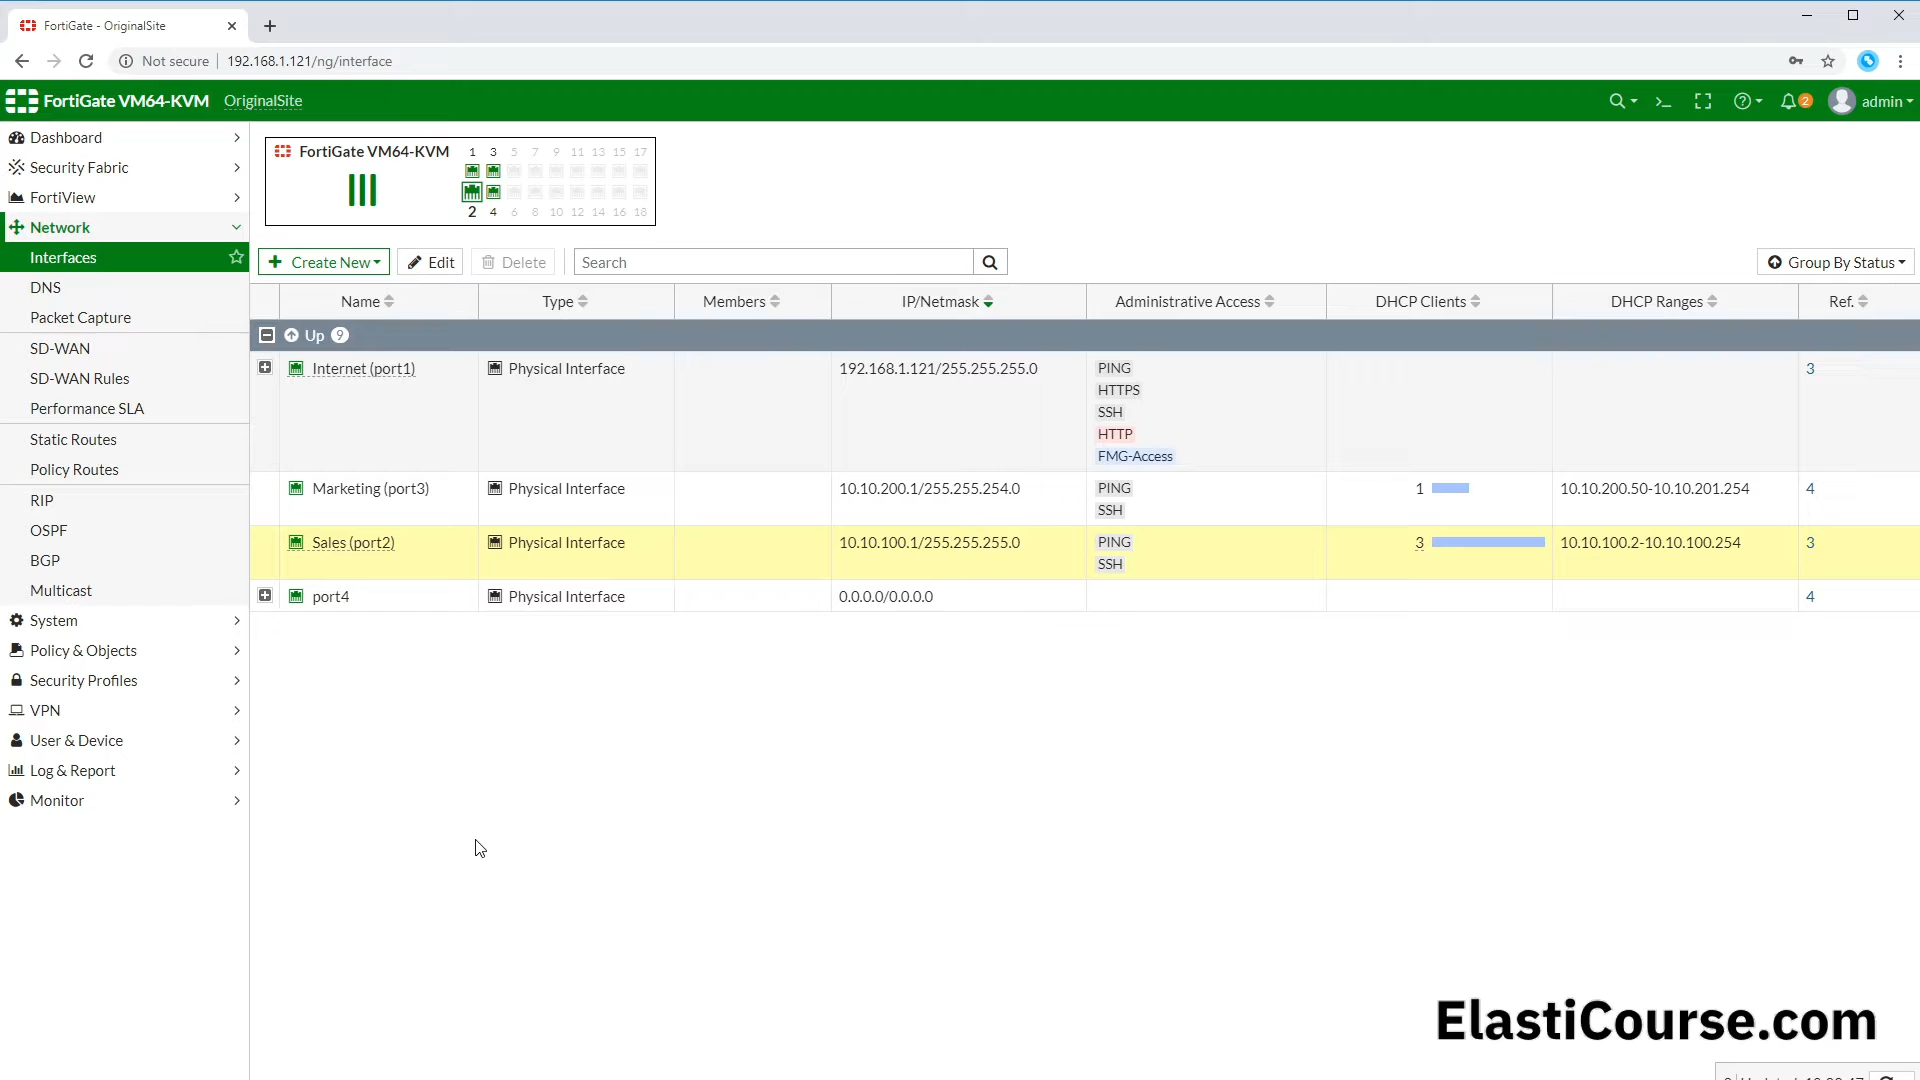 FortiGate - OriginalSite
Not secure 192.168.1.121/ng/interface
FortiGate VM64-KVM OriginalSite
2 admin
Dashboard
Security Fabric
FortiView
Network
Interfaces
DNS
Packet Capture
SD-WAN
SD-WAN Rules
Performance SLA
Static Routes
Policy Routes
RIP
OSPF
BGP
Multicast
System
Policy & Objects
Security Profiles
VPN
User & Device
Log & Report
Monitor
FortiGate VM64-KVM
1 3 5 7 9 11 13 15 17
2 4 6 8 10 12 14 16 18
Create New Edit Delete Search Group By Status
Name Type Members IP/Netmask Administrative Access DHCP Clients DHCP Ranges Ref.
Up 9
Internet (port1) Physical Interface 192.168.1.121/255.255.255.0 PING 3
HTTPS
SSH
HTTP
FMG-Access
Marketing (port3) Physical Interface 10.10.200.1/255.255.254.0 PING 1 10.10.200.50-10.10.201.254 4
SSH
Sales (port2) Physical Interface 10.10.100.1/255.255.255.0 PING 3 10.10.100.2-10.10.100.254 3
SSH
port4 Physical Interface 0.0.0.0/0.0.0.0 4
ElastiCourse.com